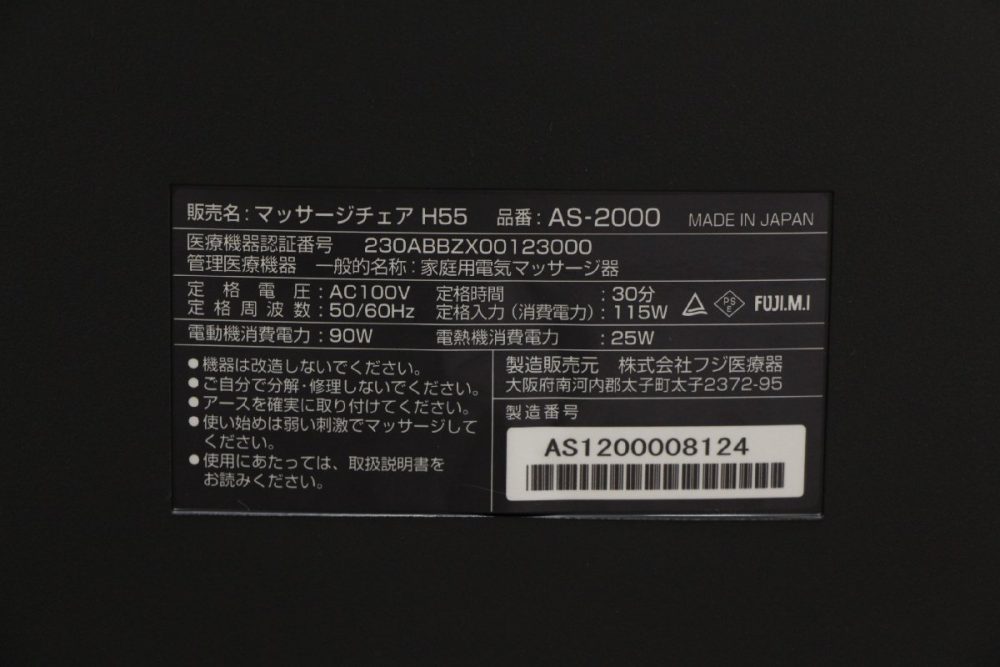 販売名：マッサージチェア H55 品番：AS-2000 MADE IN JAPAN
医療機器認証番号 230ABBZX00123000
管理医療機器 一般的名称：家庭用電気マッサージ器
定格電圧：AC100V 定格時間：30分
定格周波数：50/60Hz 定格入力（消費電力）：115W PSE FUJI.M.I
電動機消費電力：90W 電熱機消費電力：25W
●機器は改造しないでください。
●ご自分で分解・修理しないでください。
●アースを確実に取り付けてください。
●使い始めは弱い刺激でマッサージして
ください。
●使用にあたっては、取扱説明書を
お読みください。
製造販売元 株式会社フジ医療器
大阪府南河内郡太子町太子2372-95
製造番号
AS1200008124